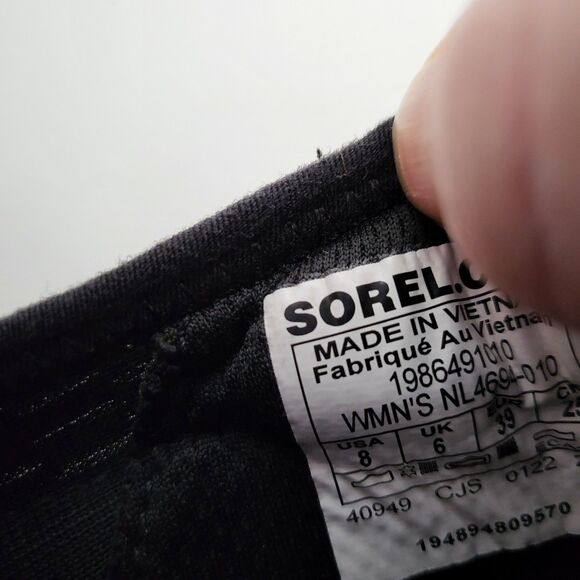 SOREL.C
MADE IN VIETNA
Fabriqué Au Vietnam
1986491010
WMN'S NL4694-010
USA UK
8 6 39
40949 CJS 0122
194894809570